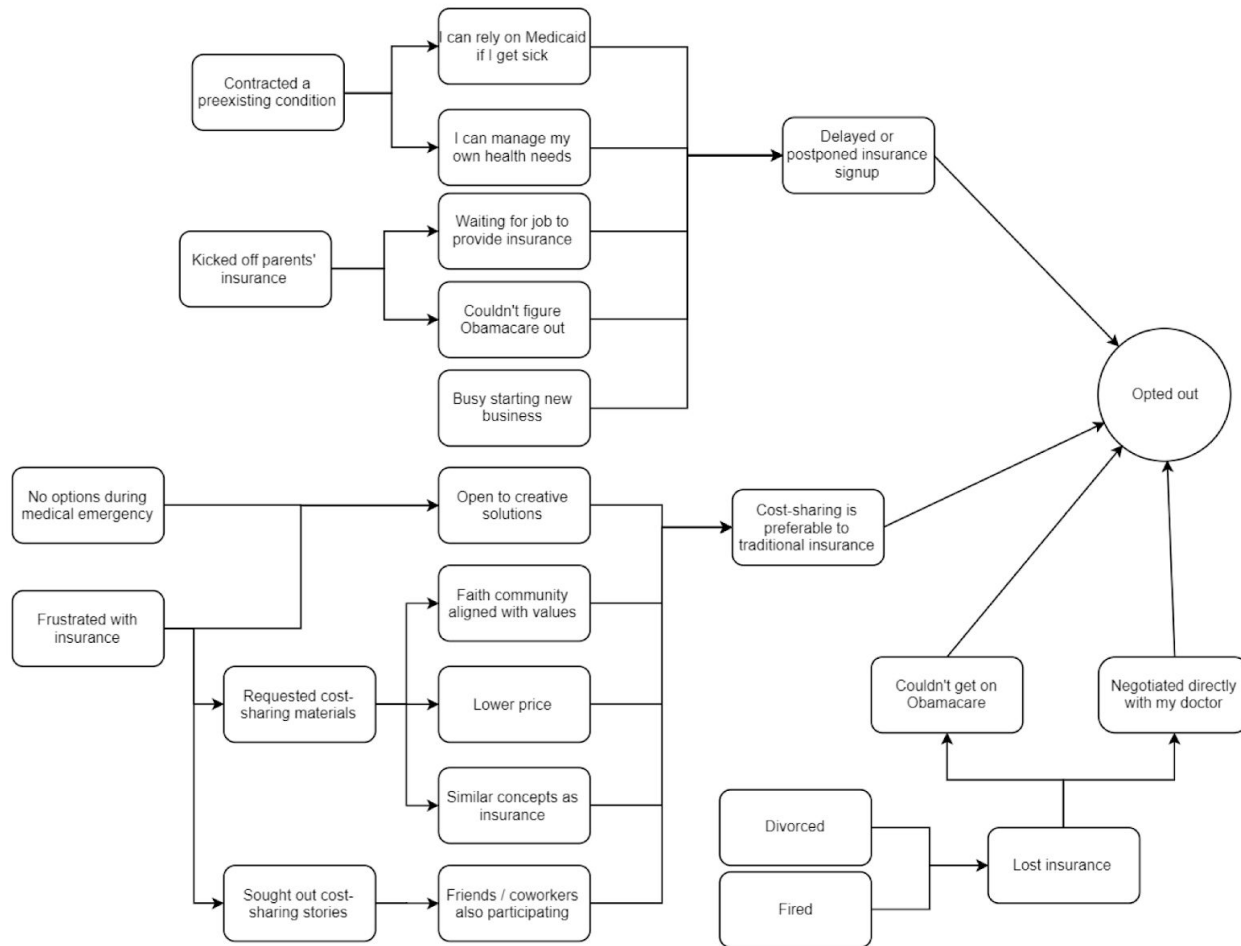 I can rely on Medicaid
if I get sick
Contracted a
preexisting condition
I can manage my
own health needs
Delayed or
postponed insurance
signup
Waiting for job to
provide insurance
Kicked off parents'
insurance
Couldn't figure
Obamacare out
Busy starting new
business
Opted out
No options during
medical emergency
Open to creative
solutions
Cost-sharing is
preferable to
traditional insurance
Frustrated with
insurance
Faith community
aligned with values
Requested cost-
sharing materials
Lower price
Couldn't get on
Obamacare
Negotiated directly
with my doctor
Similar concepts as
insurance
Divorced
Lost insurance
Fired
Sought out cost-
sharing stories
Friends / coworkers
also participating